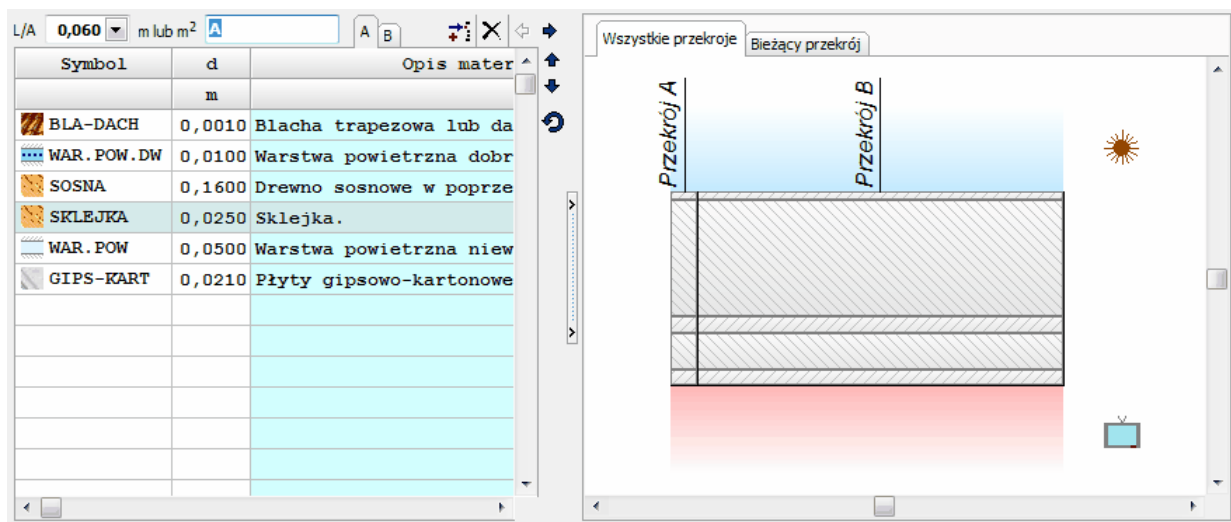 L/A 0,060 m lub m² A A B
Wszystkie przekroje Bieżący przekrój
Symbol d Opis mater
m
BLA-DACH 0,0010 Blacha trapezowa lub da
WAR.POW.DW 0,0100 Warstwa powietrzna dobr
SOSNA 0,1600 Drewno sosnowe w poprze
SKLEJKA 0,0250 Sklejka.
WAR.POW 0,0500 Warstwa powietrzna niew
GIPS-KART 0,0210 Płyty gipsowo-kartonowe
Przekrój A
Przekrój B